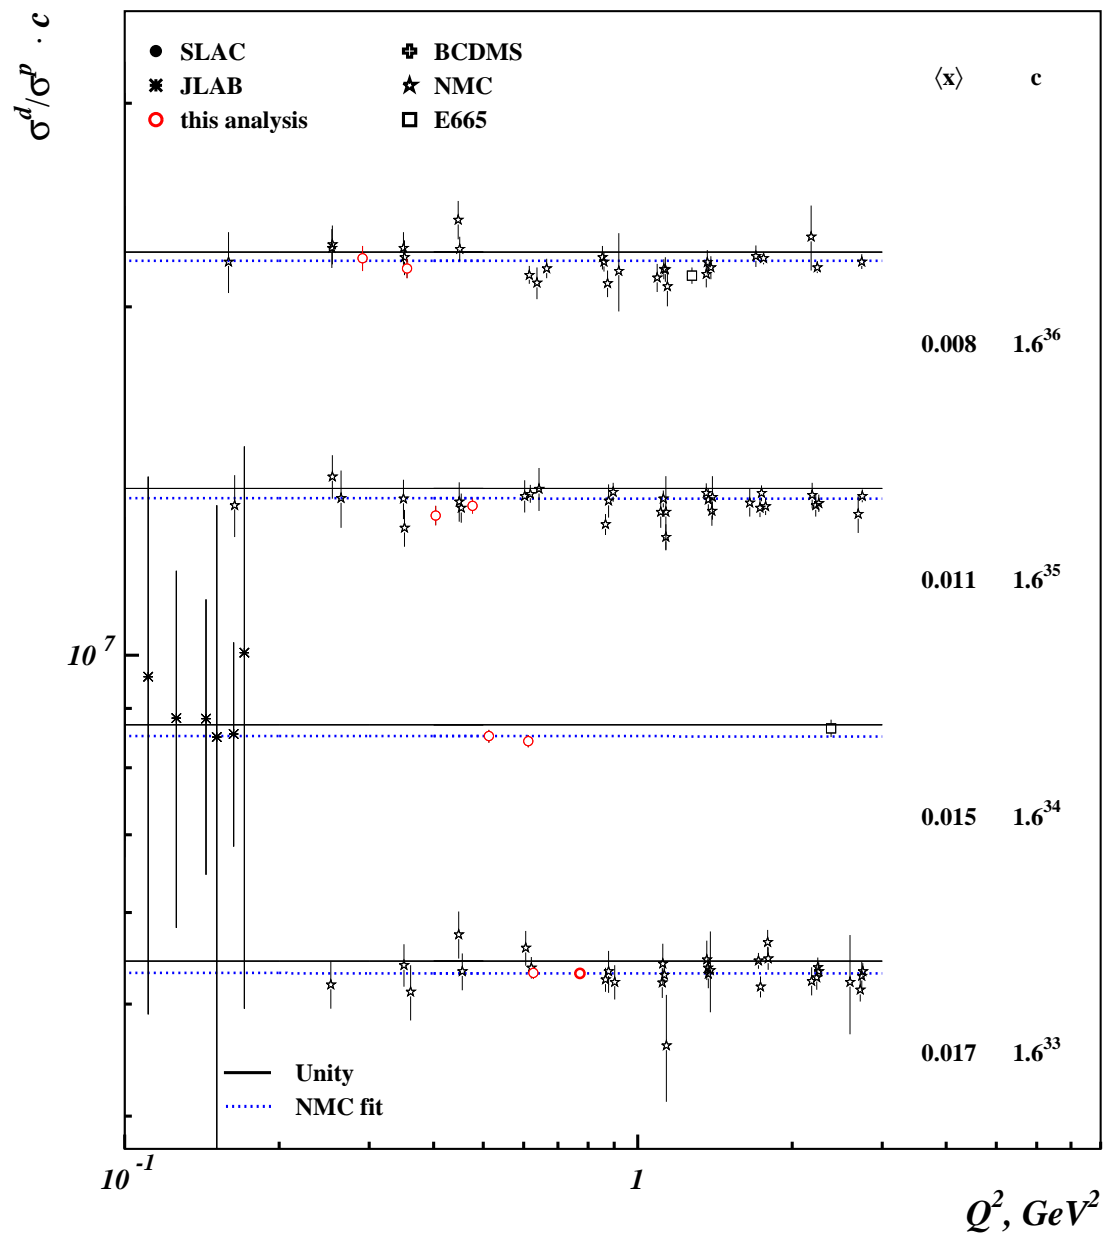 σ^d/σ^p · c
SLAC
JLAB
this analysis
BCDMS
NMC
E665
⟨x⟩ c
0.008 1.6^36
0.011 1.6^35
10^7
0.015 1.6^34
0.017 1.6^33
Unity
NMC fit
10^-1 1
Q^2, GeV^2